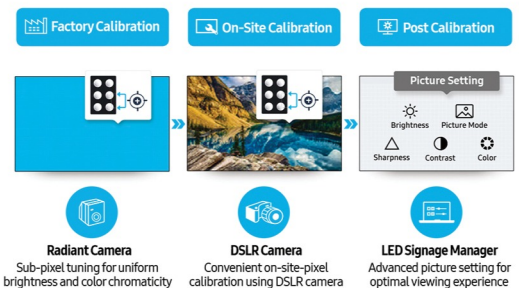 Factory Calibration
On-Site Calibration
Post Calibration
Picture Setting
Brightness
Picture Mode
Sharpness
Contrast
Color
Radiant Camera
Sub-pixel tuning for uniform
brightness and color chromaticity
DSLR Camera
Convenient on-site-pixel
calibration using DSLR camera
LED Signage Manager
Advanced picture setting for
optimal viewing experience